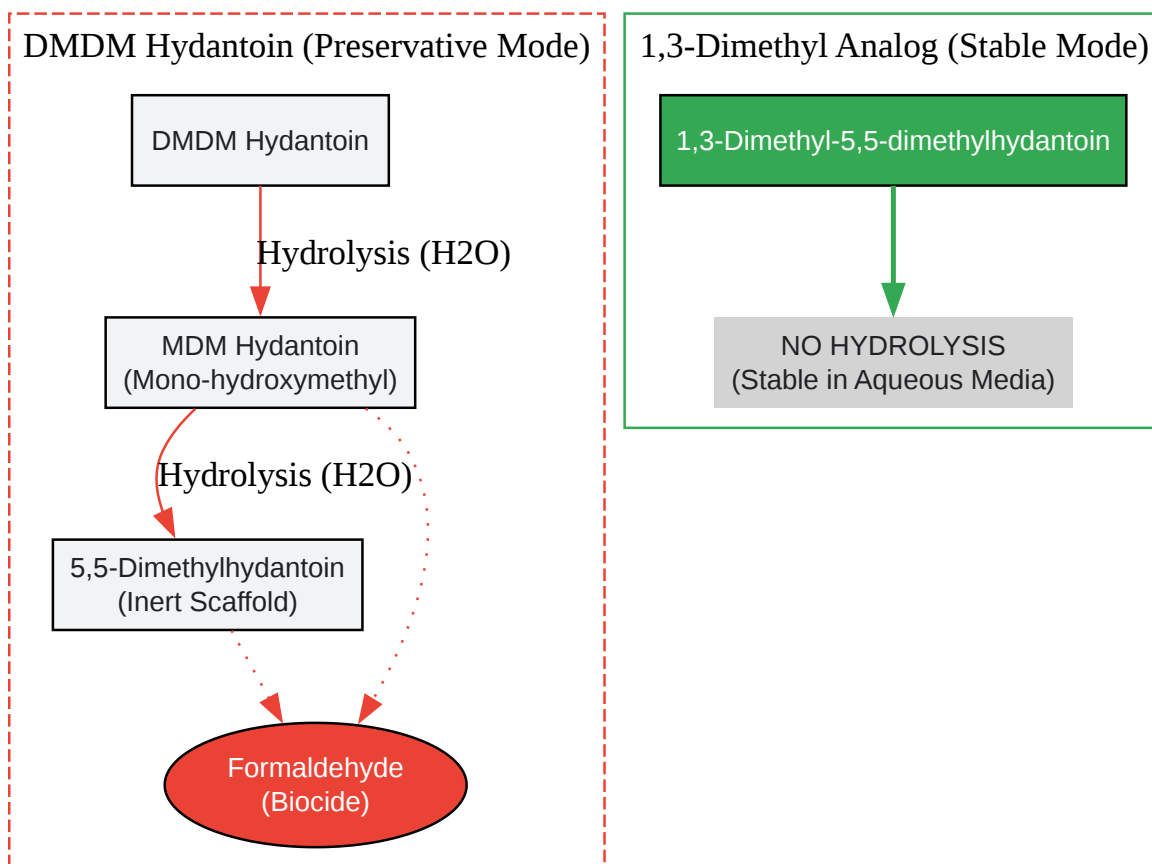 DMDM Hydantoin (Preservative Mode)
DMDM Hydantoin
Hydrolysis (H2O)
MDM Hydantoin
(Mono-hydroxymethyl)
Hydrolysis (H2O)
5,5-Dimethylhydantoin
(Inert Scaffold)
Formaldehyde
(Biocide)
1,3-Dimethyl Analog (Stable Mode)
1,3-Dimethyl-5,5-dimethylhydantoin
NO HYDROLYSIS
(Stable in Aqueous Media)